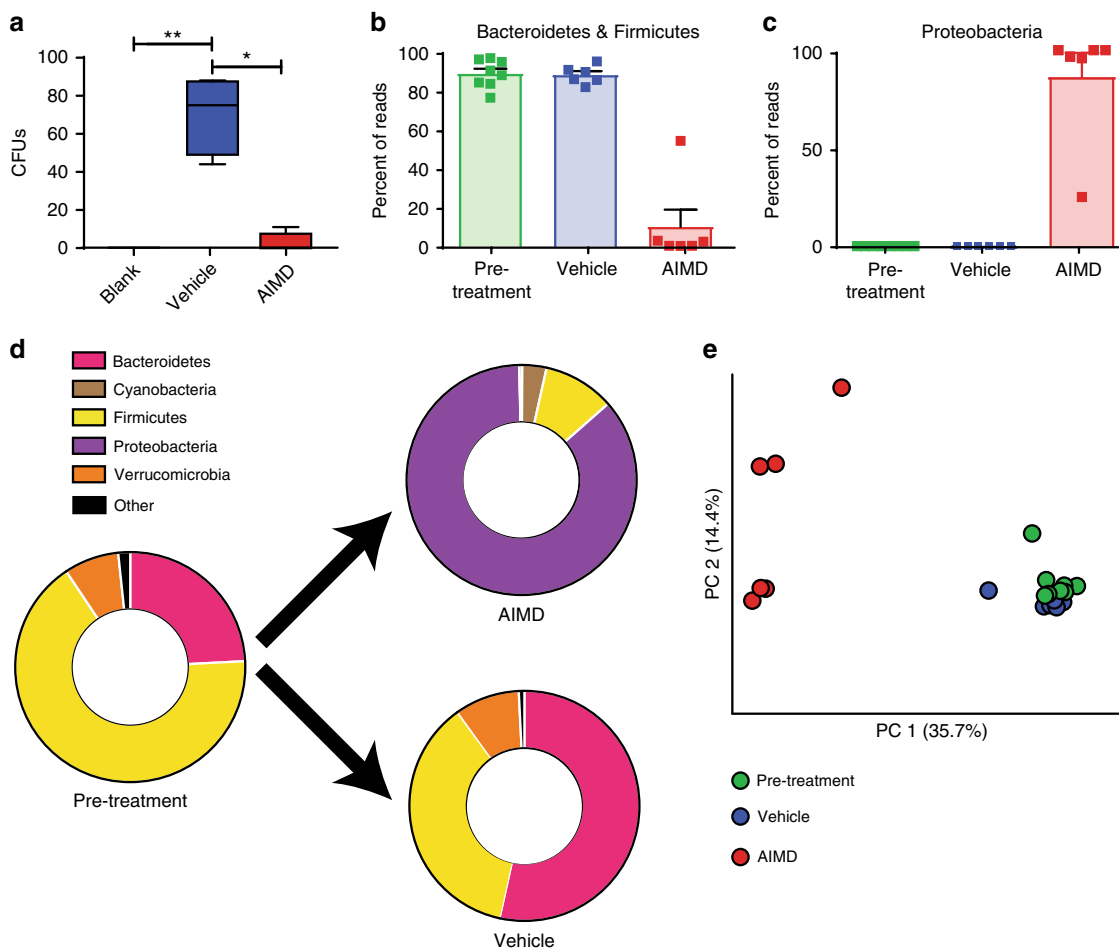 a
**
*
100
80
60
40
20
0
CFUs
Blank
Vehicle
AIMD
b
Bacteroidetes & Firmicutes
100
80
60
40
20
0
Percent of reads
Pre-
treatment
Vehicle
AIMD
c
Proteobacteria
100
50
0
Percent of reads
Pre-
treatment
Vehicle
AIMD
d
Bacteroidetes
Cyanobacteria
Firmicutes
Proteobacteria
Verrucomicrobia
Other
Pre-treatment
AIMD
Vehicle
e
PC 2 (14.4%)
PC 1 (35.7%)
Pre-treatment
Vehicle
AIMD